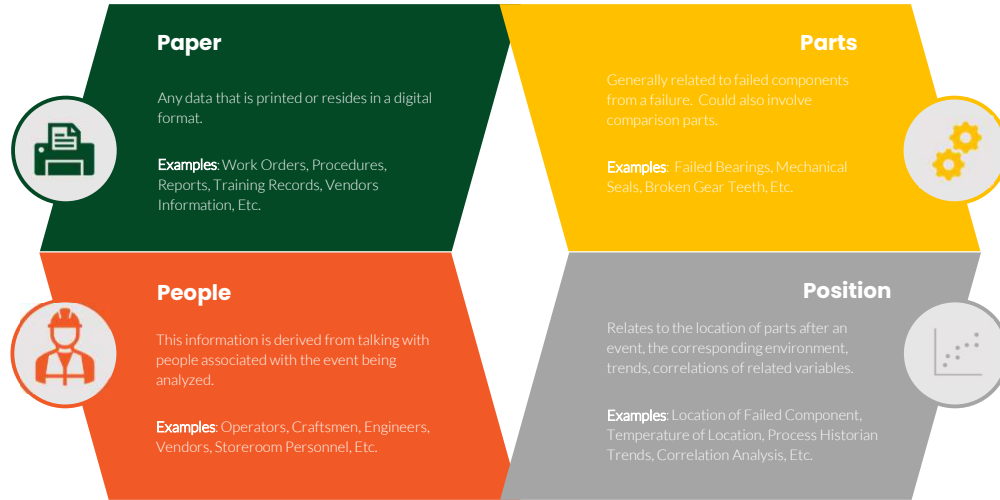 Paper
Any data that is printed or resides in a digital
format.
Examples: Work Orders, Procedures,
Reports, Training Records, Vendors
Information, Etc.
Parts
Generally related to failed components
from a failure. Could also involve
comparison parts.
Examples: Failed Bearings, Mechanical
Seals, Broken Gear Teeth, Etc.
People
This information is derived from talking with
people associated with the event being
analyzed.
Examples: Operators, Craftsmen, Engineers,
Vendors, Storeroom Personnel, Etc.
Position
Relates to the location of parts after an
event, the corresponding environment,
trends, correlations of related variables.
Examples: Location of Failed Component,
Temperature of Location, Process Historian
Trends, Correlation Analysis, Etc.